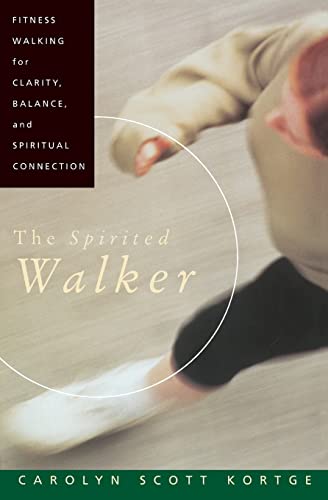 FITNESS
WALKING
for
CLARITY,
BALANCE,
and
SPIRITUAL
CONNECTION
The Spirited
Walker
CAROLYN SCOTT KORTGE